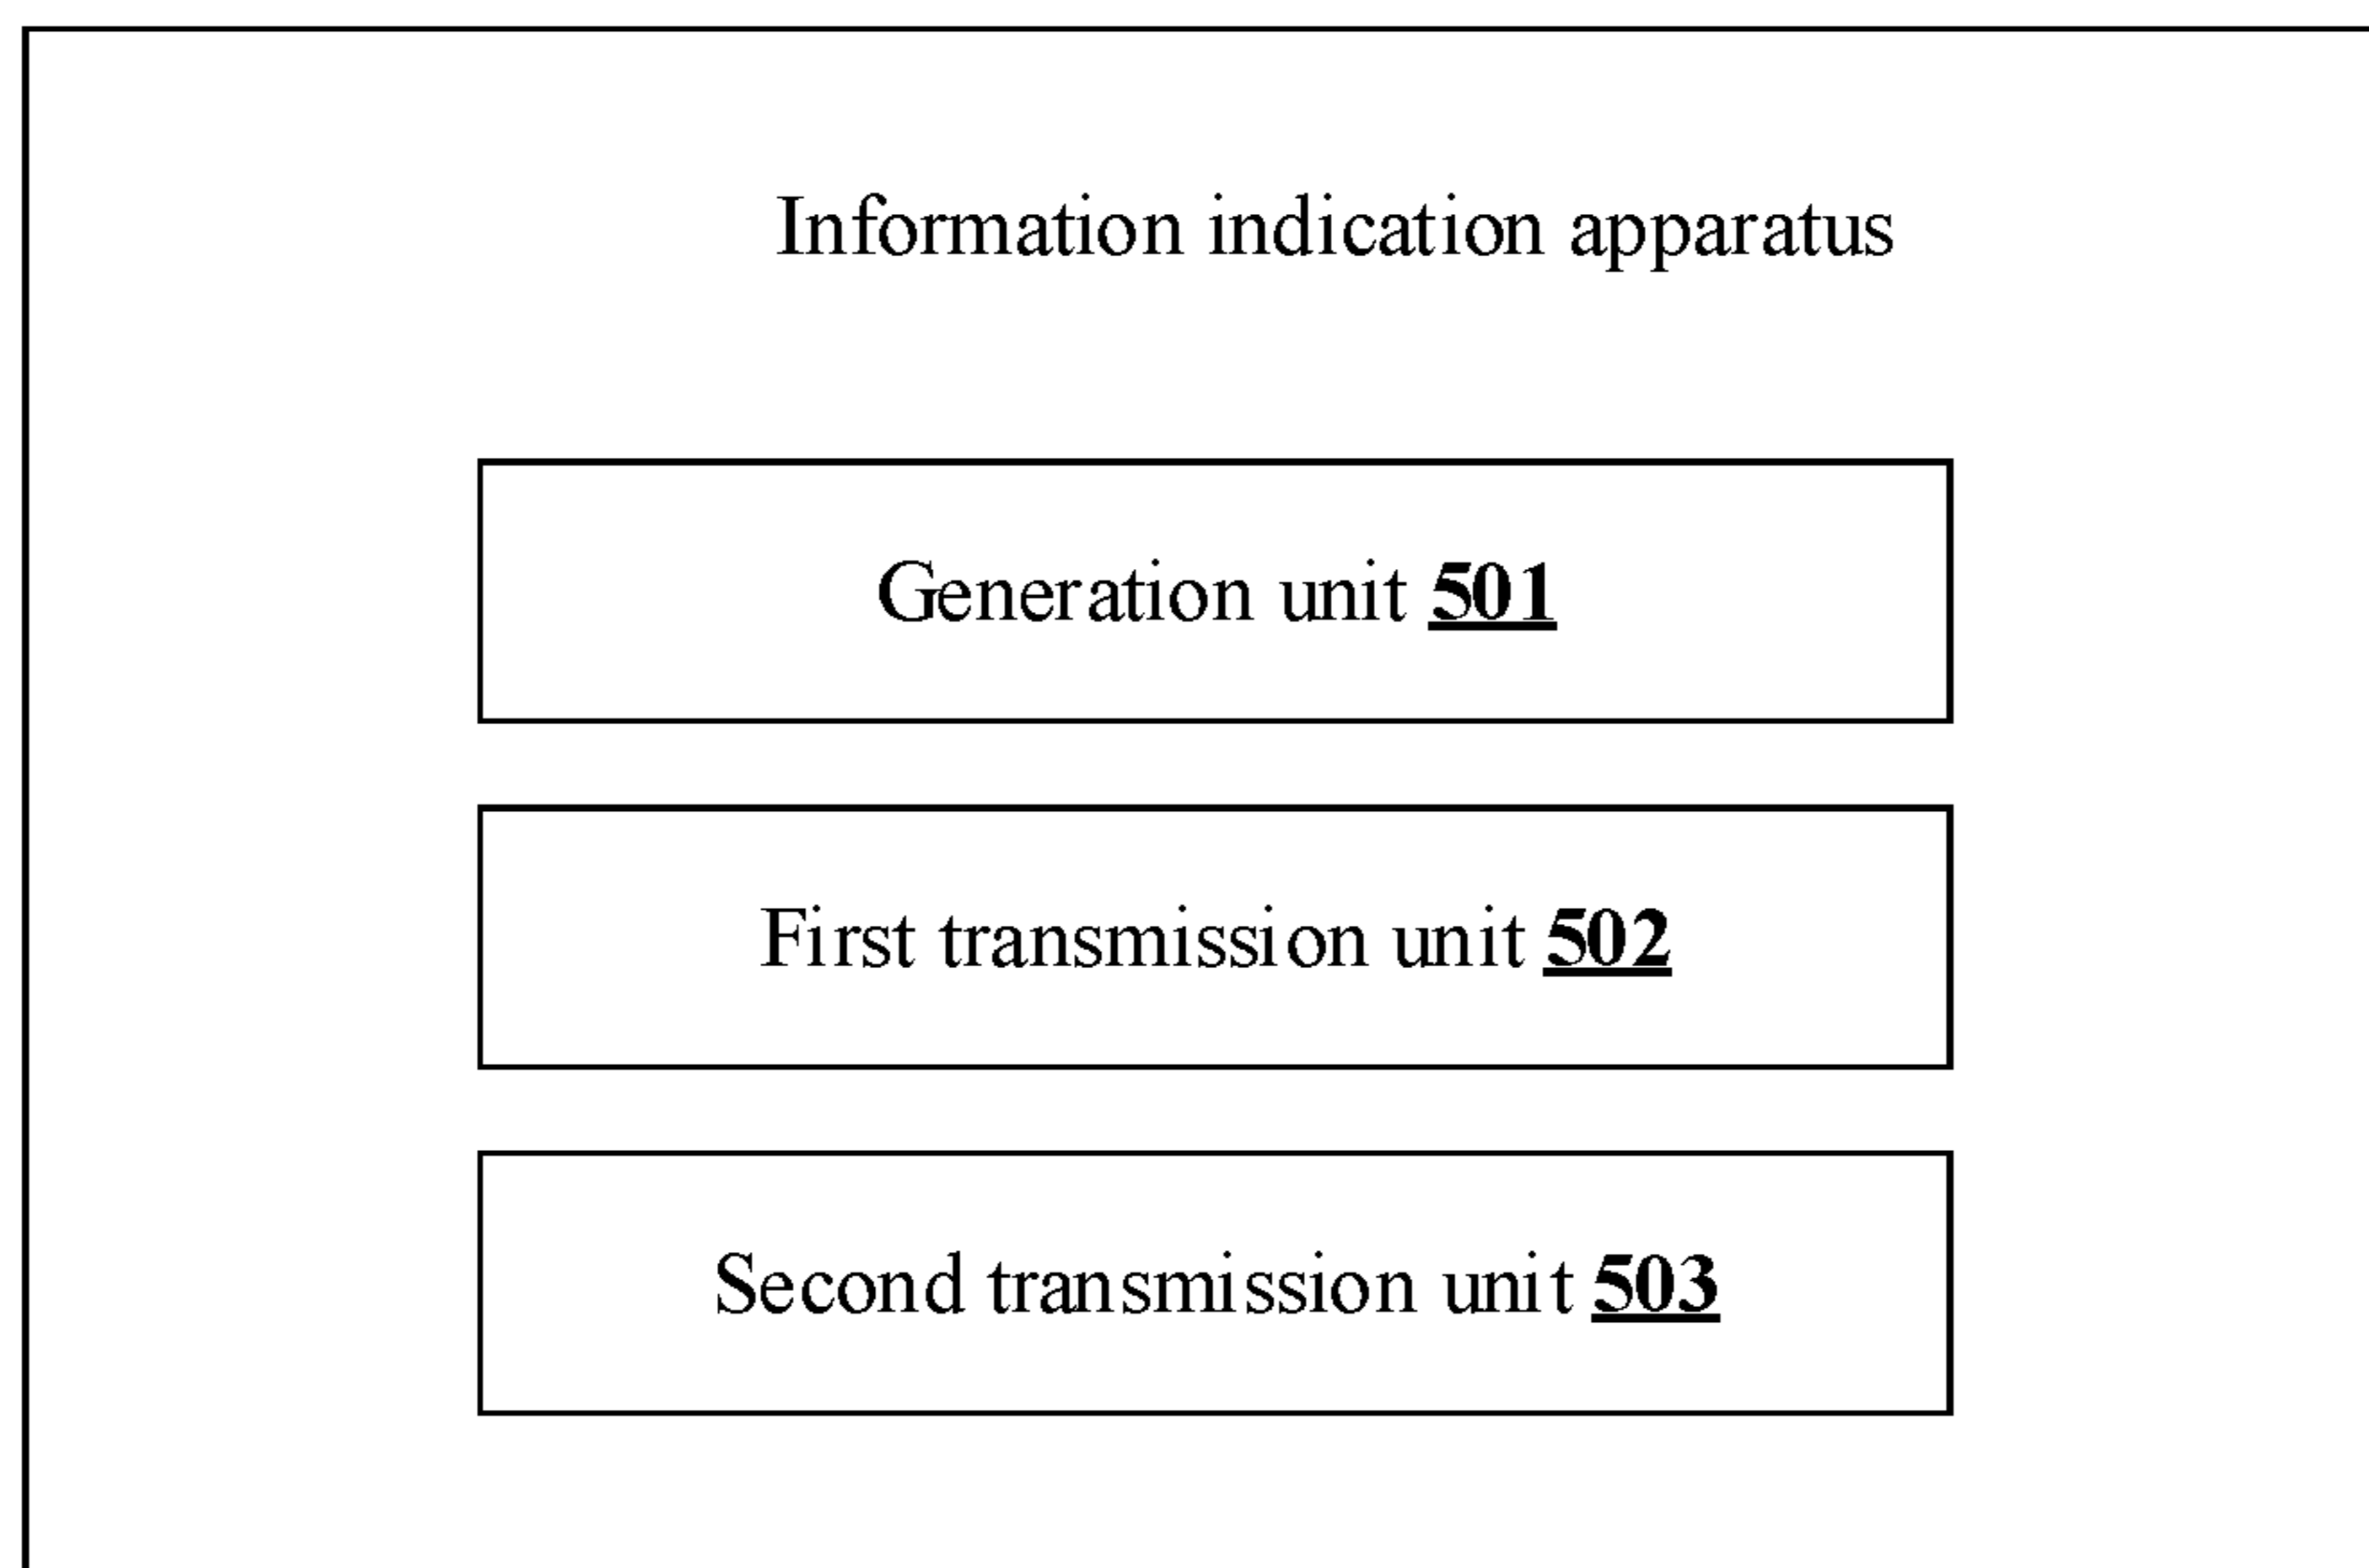 Information indication apparatus
Generation unit 501
First transmission unit 502
Second transmission unit 503